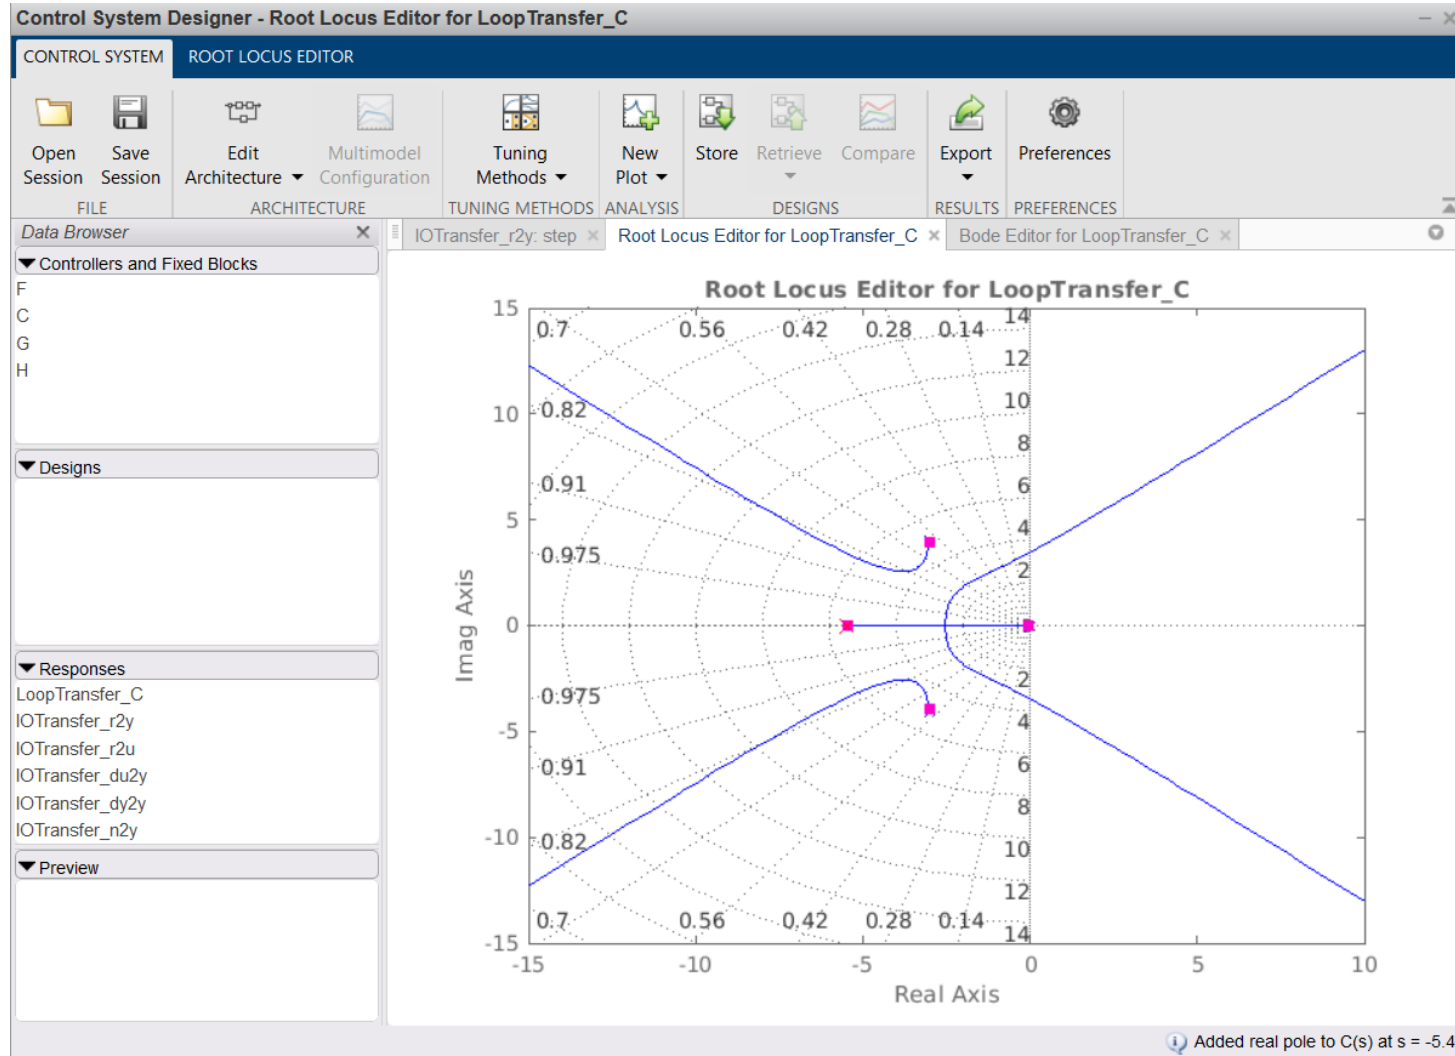 Control System Designer - Root Locus Editor for LoopTransfer_C
CONTROL SYSTEM
ROOT LOCUS EDITOR
Open Session
Save Session
Edit Architecture
Multimodel Configuration
Tuning Methods
New Plot
Store
Retrieve
Compare
Export
Preferences
FILE
ARCHITECTURE
TUNING METHODS
ANALYSIS
DESIGNS
RESULTS
PREFERENCES
Data Browser
Controllers and Fixed Blocks
F
C
G
H
Designs
Responses
LoopTransfer_C
IOTransfer_r2y
IOTransfer_r2u
IOTransfer_du2y
IOTransfer_dy2y
IOTransfer_n2y
Preview
IOTransfer_r2y: step
Root Locus Editor for LoopTransfer_C
Bode Editor for LoopTransfer_C
Root Locus Editor for LoopTransfer_C
15
10
5
0
-5
-10
-15
Imag Axis
0.7
0.56
0.42
0.28
0.14
14
12
10
8
6
4
2
0.82
0.91
0.975
0.975
0.91
0.82
2
4
6
8
10
12
14
0.7
0.56
0.42
0.28
0.14
-15
-10
-5
0
5
10
Real Axis
Added real pole to C(s) at s = -5.4